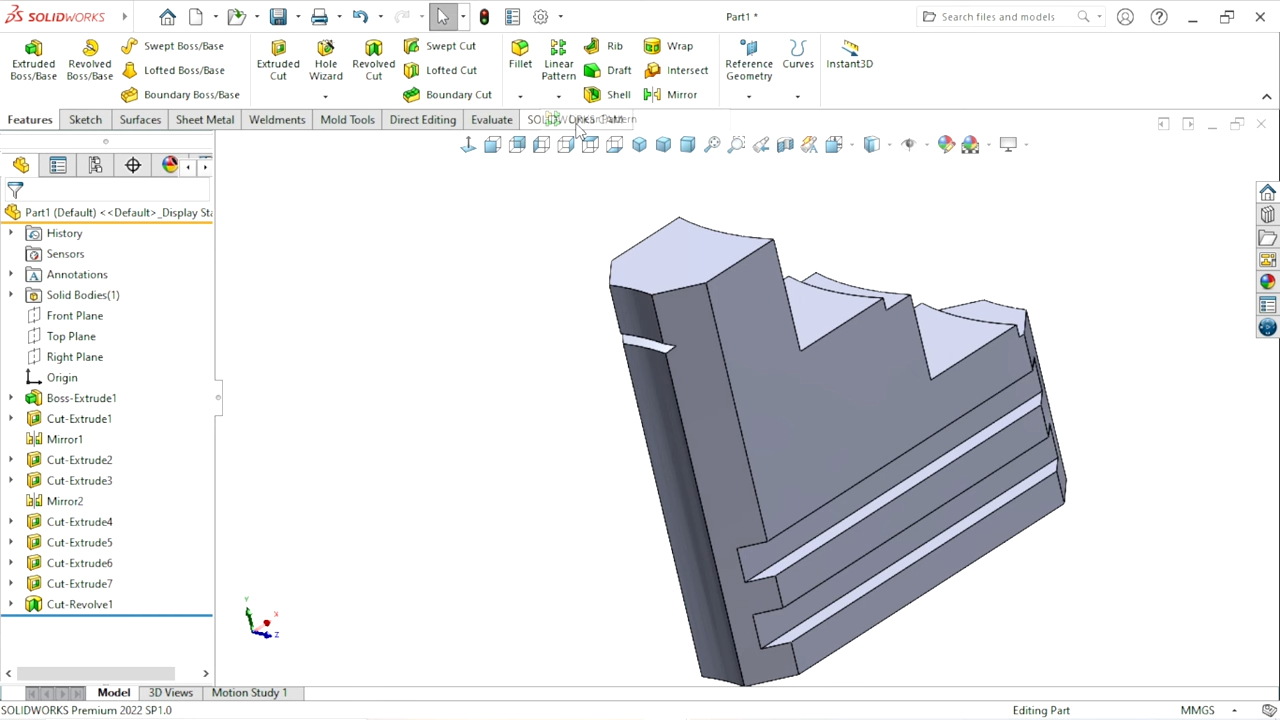 SOLIDWORKS
Part1 *
Search files and models
Extruded Boss/Base
Revolved Boss/Base
Swept Boss/Base
Lofted Boss/Base
Boundary Boss/Base
Extruded Cut
Hole Wizard
Revolved Cut
Swept Cut
Lofted Cut
Boundary Cut
Fillet
Linear Pattern
Rib
Draft
Shell
Wrap
Intersect
Mirror
Reference Geometry
Curves
Instant3D
Features
Sketch
Surfaces
Sheet Metal
Weldments
Mold Tools
Direct Editing
Evaluate
Part1 (Default) <<Default>_Display Sta
History
Sensors
Annotations
Solid Bodies(1)
Front Plane
Top Plane
Right Plane
Origin
Boss-Extrude1
Cut-Extrude1
Mirror1
Cut-Extrude2
Cut-Extrude3
Mirror2
Cut-Extrude4
Cut-Extrude5
Cut-Extrude6
Cut-Extrude7
Cut-Revolve1
Y
X
Z
Model
3D Views
Motion Study 1
SOLIDWORKS Premium 2022 SP1.0
Editing Part
MMGS